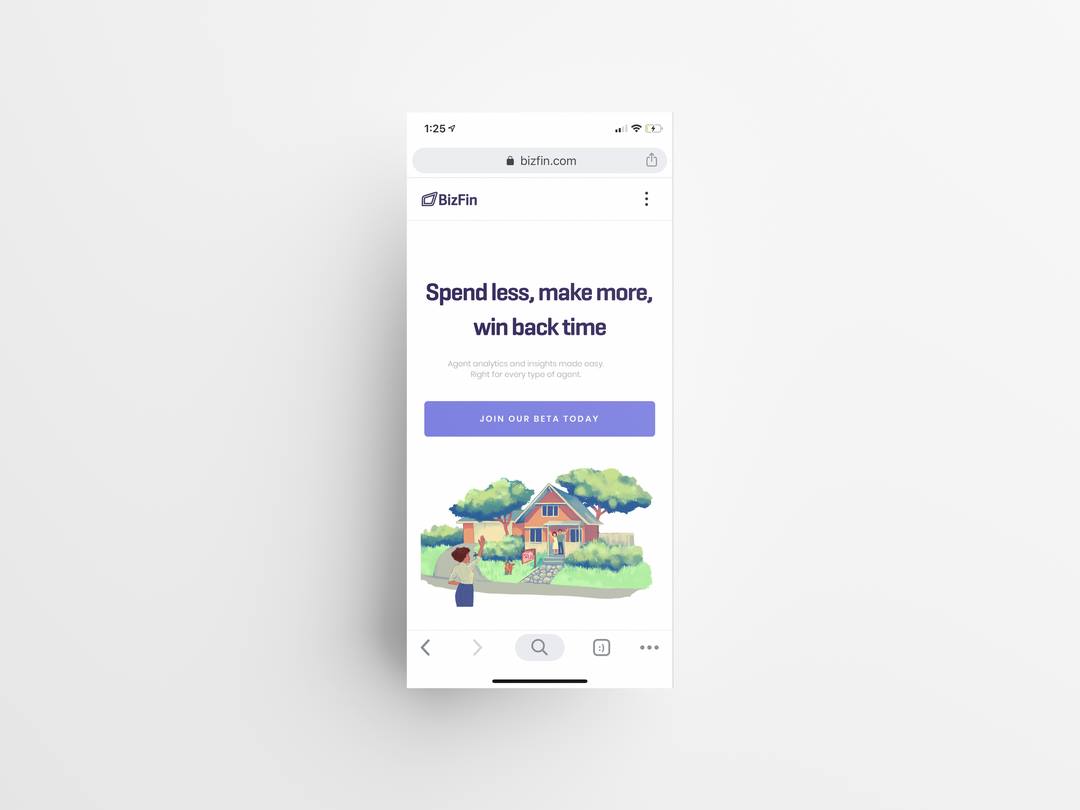 1:25
bizfin.com
BizFin
Spend less, make more,
win back time
Agent analytics and insights made easy.
Right for every type of agent.
JOIN OUR BETA TODAY
:)